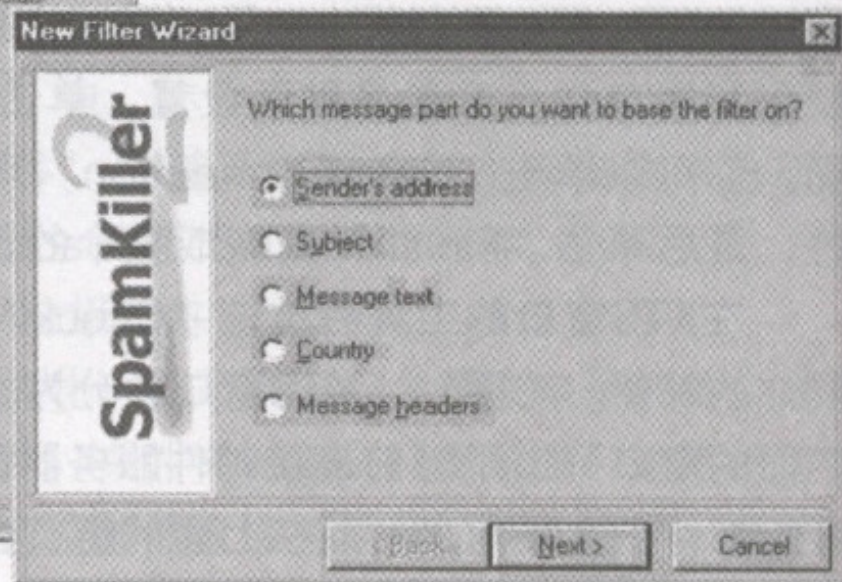 New Filter Wizard
SpamKiller
Which message part do you want to base the filter on?
Sender's address
Subject
Message text
Country
Message headers
< Back
Next >
Cancel